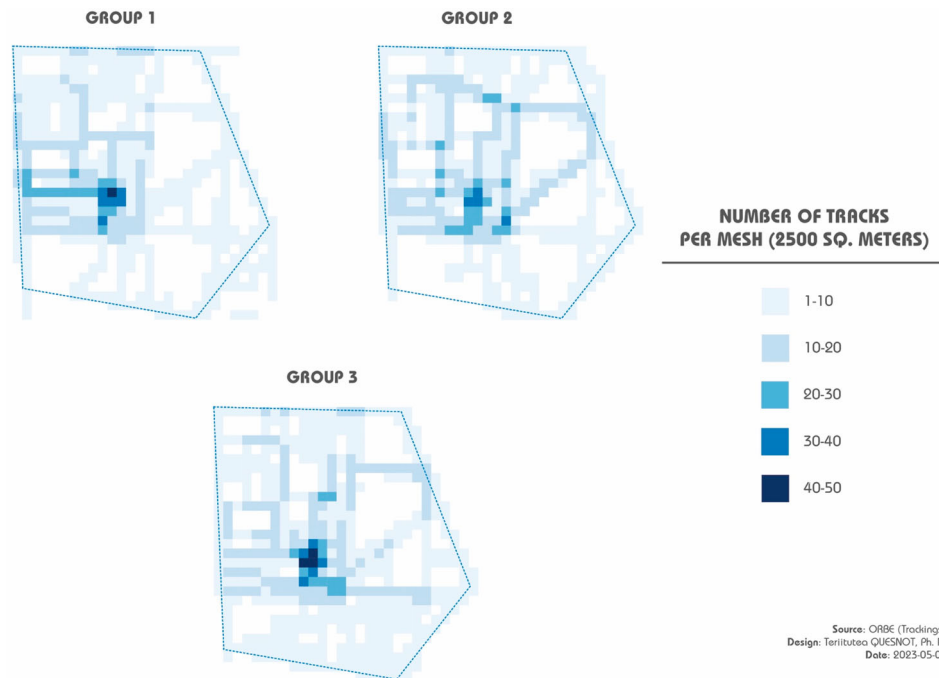 GROUP 1
GROUP 2
NUMBER OF TRACKS
PER MESH (2500 SQ. METERS)
1-10
10-20
20-30
30-40
40-50
GROUP 3
Source: ORBE (Tracking
Design: Teriitutea QUESNOT, Ph.
Date: 2023-05-0